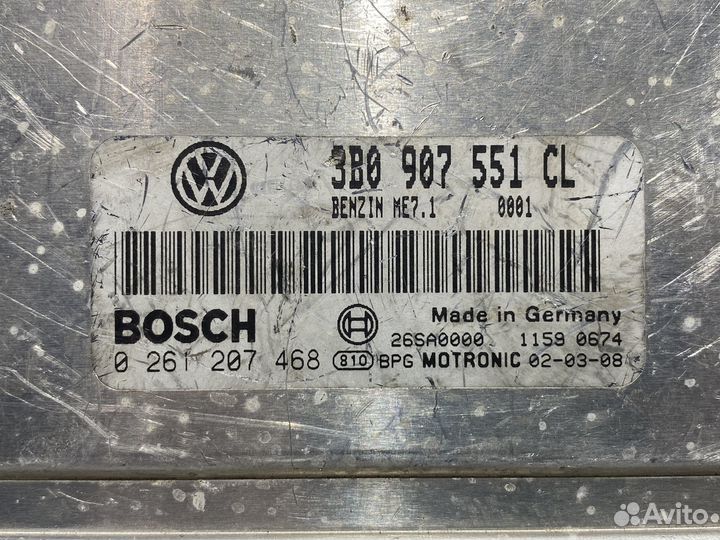 3B0 907 551 CL
BENZIN ME7.1 0001
BOSCH
Made in Germany
26SA0000 1159 0674
0 261 207 468 810 BPG MOTRONIC 02-03-08
Avito